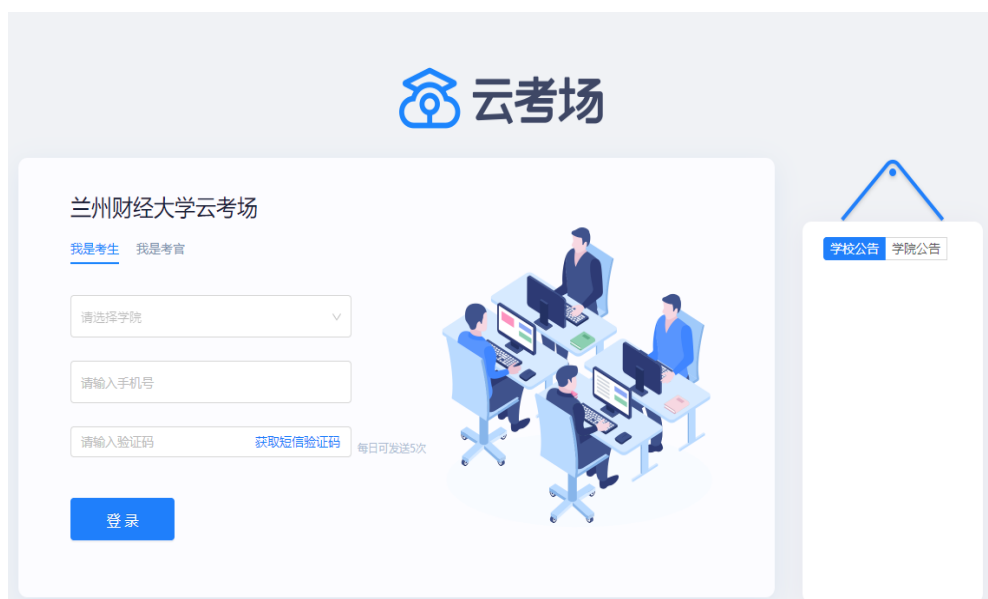 云考场
兰州财经大学云考场
我是考生 我是考官
请选择学院
请输入手机号
请输入验证码 获取短信验证码 每日可发送5次
登录
学校公告 学院公告